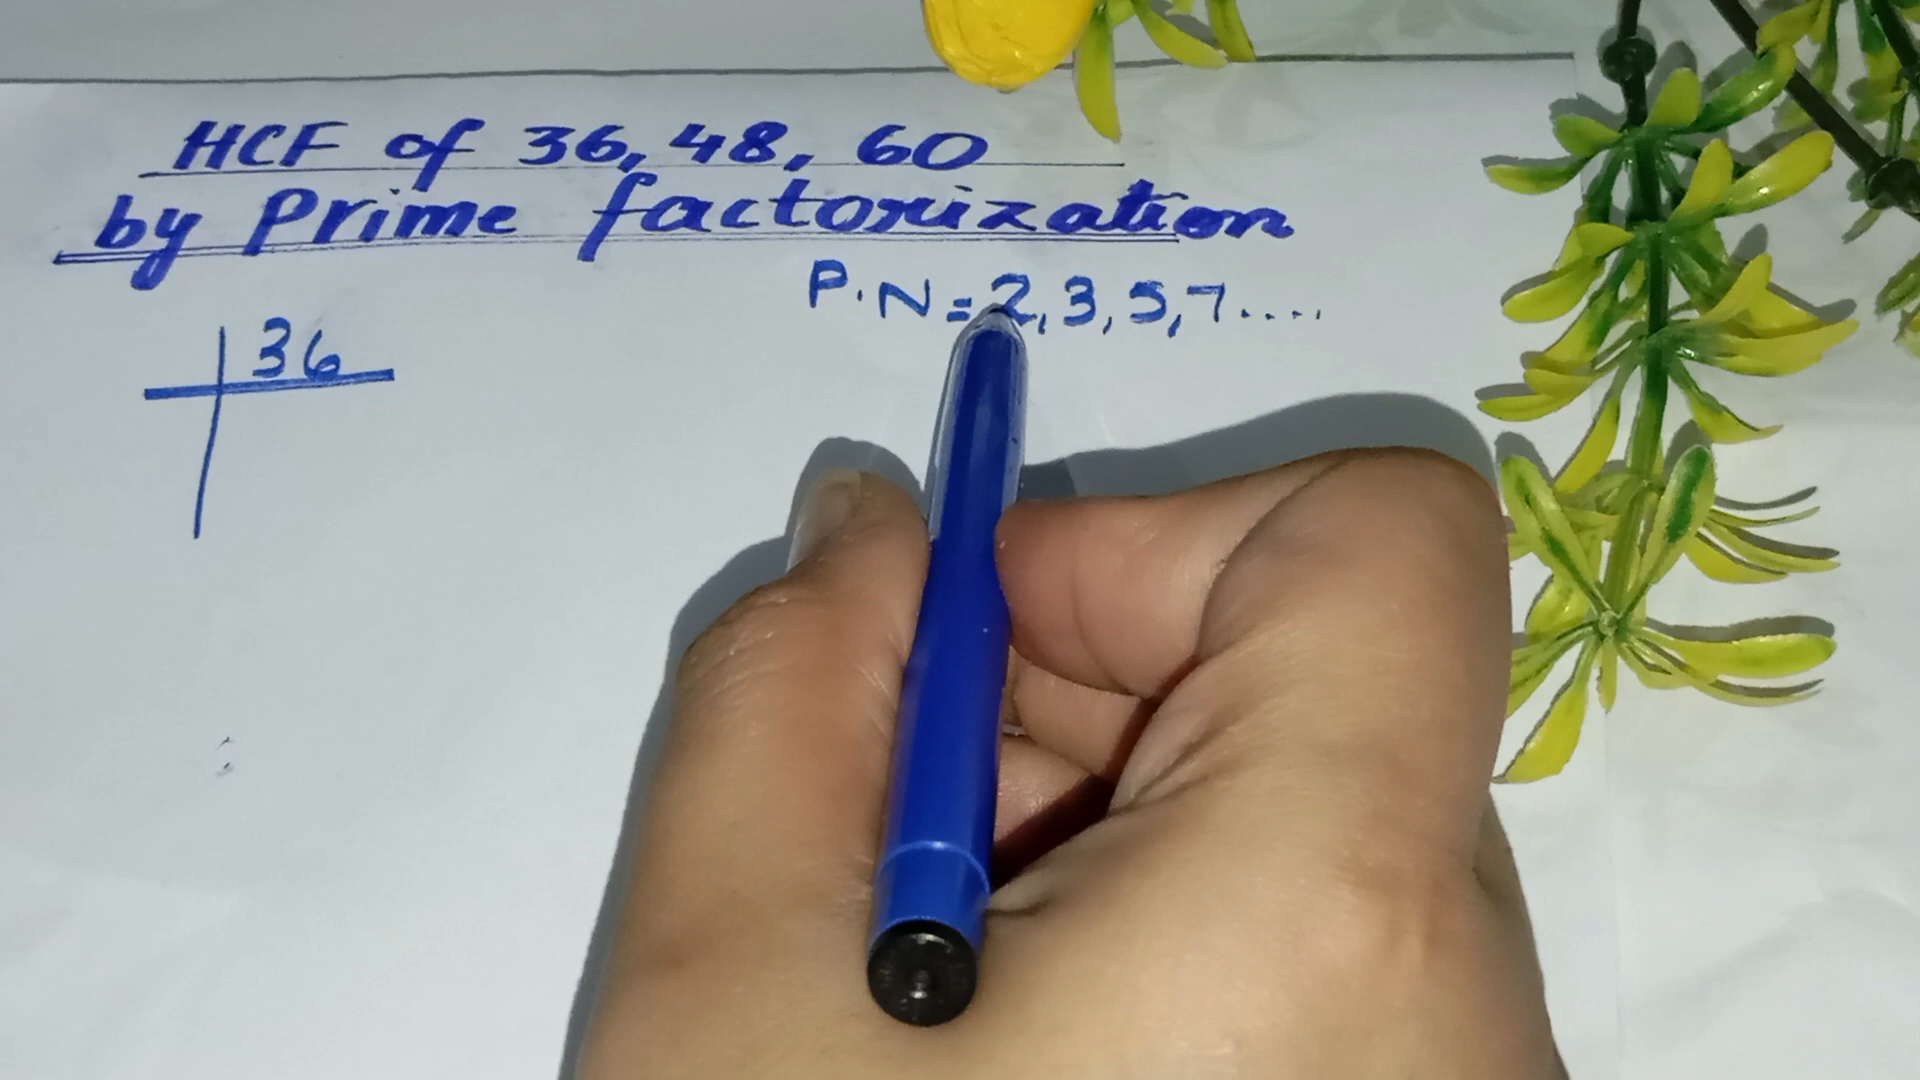 HCF of 36, 48, 60
by Prime factorization
P.N = 2, 3, 5, 7....
36